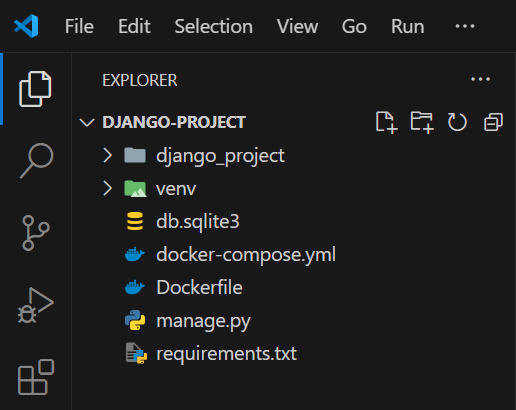 File Edit Selection View Go Run ...
EXPLORER ...
DJANGO-PROJECT
django_project
venv
db.sqlite3
docker-compose.yml
Dockerfile
manage.py
requirements.txt